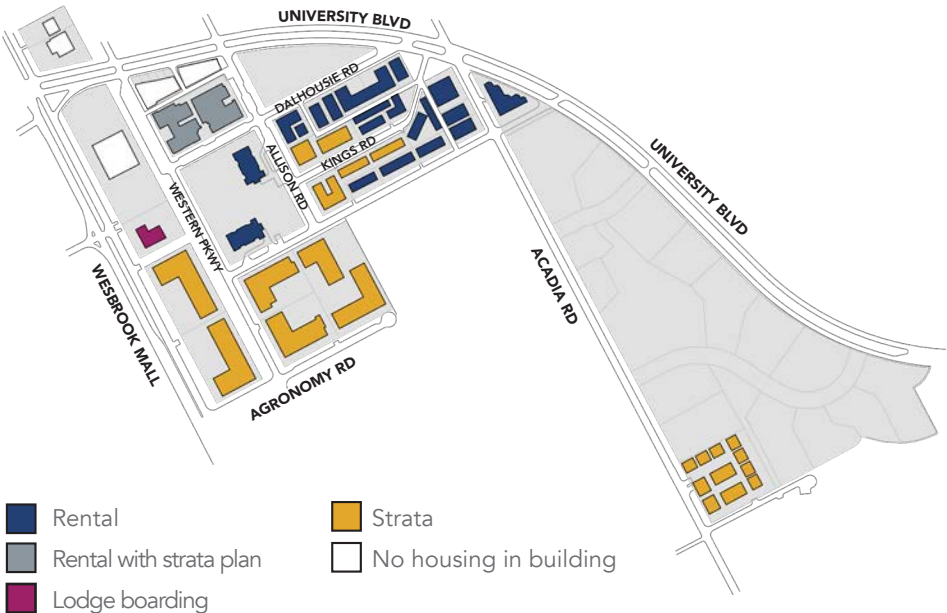 UNIVERSITY BLVD
DALHOUSIE RD
KINGS RD
ALLISON RD
WESTERN PKWY
UNIVERSITY BLVD
WESBROOK MALL
ACADIA RD
AGRONOMY RD
Rental
Strata
Rental with strata plan
No housing in building
Lodge boarding